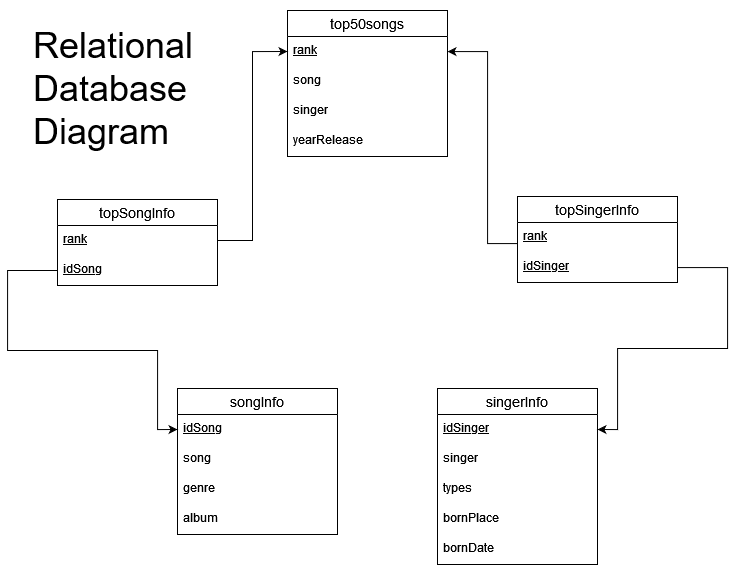 Relational
Database
Diagram
top50songs
rank
song
singer
yearRelease
topSongInfo
rank
idSong
topSingerInfo
rank
idSinger
songInfo
idSong
song
genre
album
singerInfo
idSinger
singer
types
bornPlace
bornDate